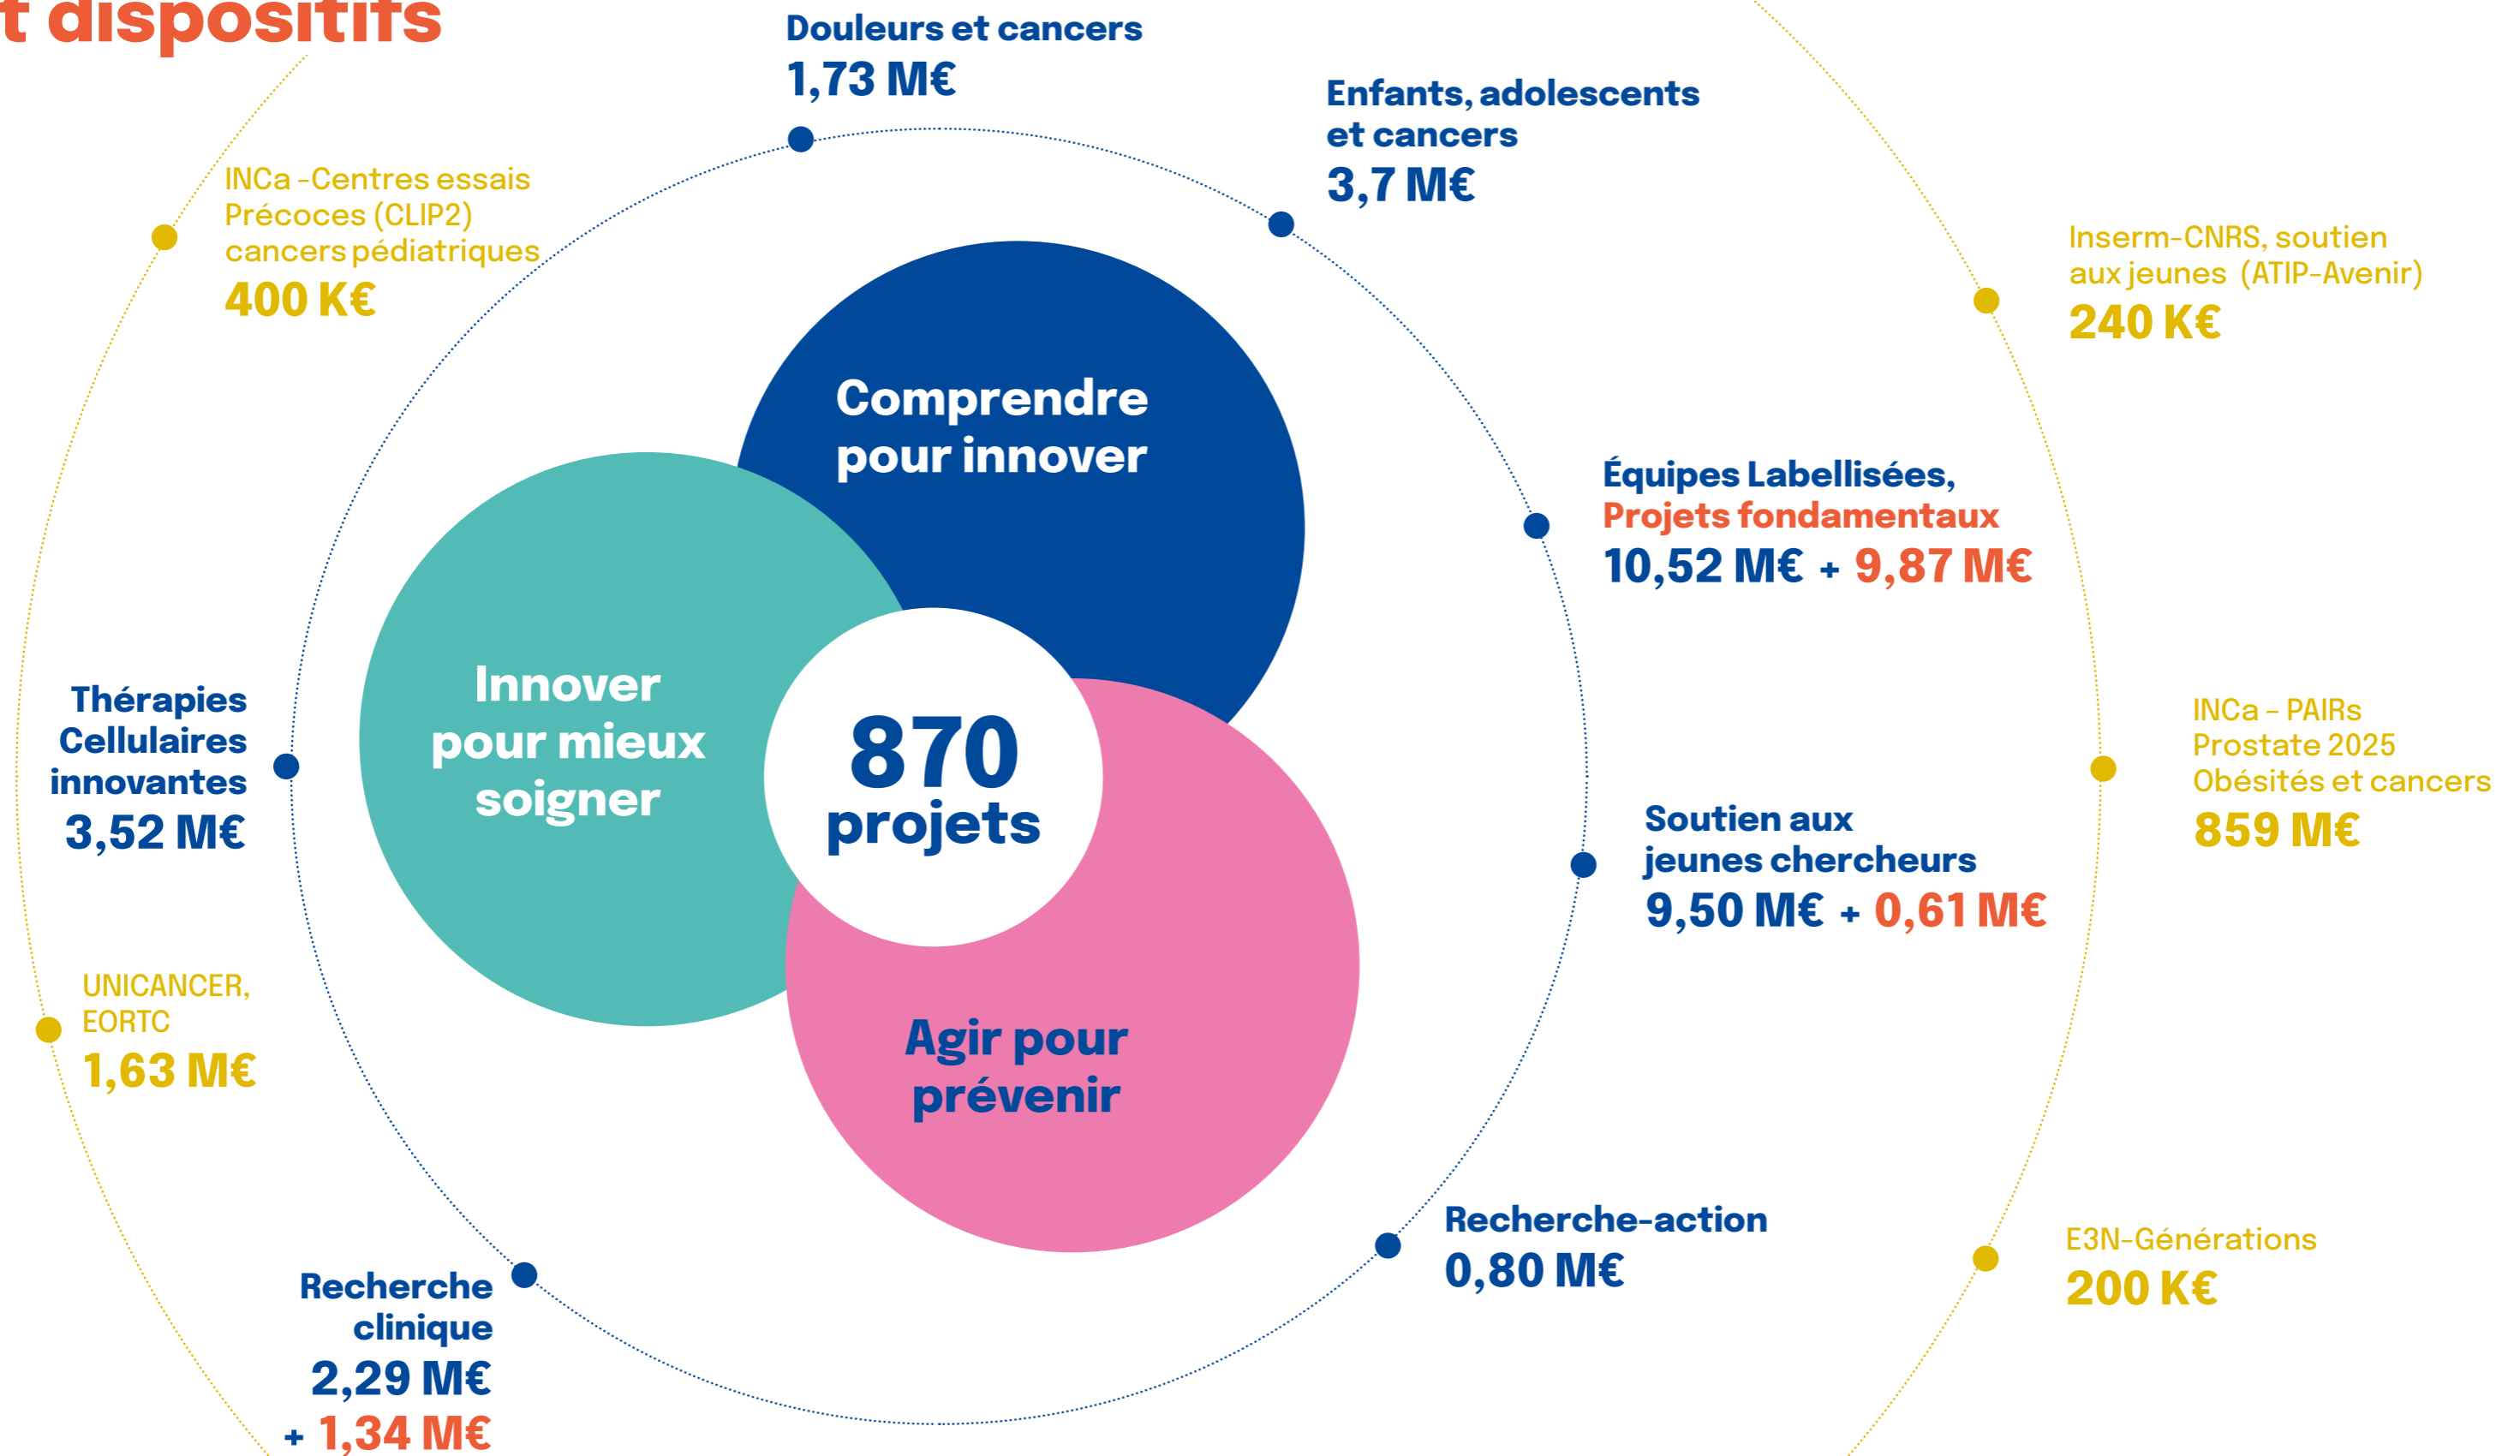 t dispositifs
Douleurs et cancers
1,73 M€
Enfants, adolescents
et cancers
3,7 M€
INCa -Centres essais
Précoces (CLIP2)
cancers pédiatriques
400 K€
Inserm-CNRS, soutien
aux jeunes (ATIP-Avenir)
240 K€
Comprendre
pour innover
Équipes Labellisées,
Projets fondamentaux
10,52 M€ + 9,87 M€
Innover
pour mieux
soigner
870
projets
Thérapies
Cellulaires
innovantes
3,52 M€
INCa – PAIRs
Prostate 2025
Obésités et cancers
859 M€
Soutien aux
jeunes chercheurs
9,50 M€ + 0,61 M€
UNICANCER,
EORTC
1,63 M€
Agir pour
prévenir
Recherche-action
0,80 M€
E3N-Générations
200 K€
Recherche
clinique
2,29 M€
+ 1,34 M€